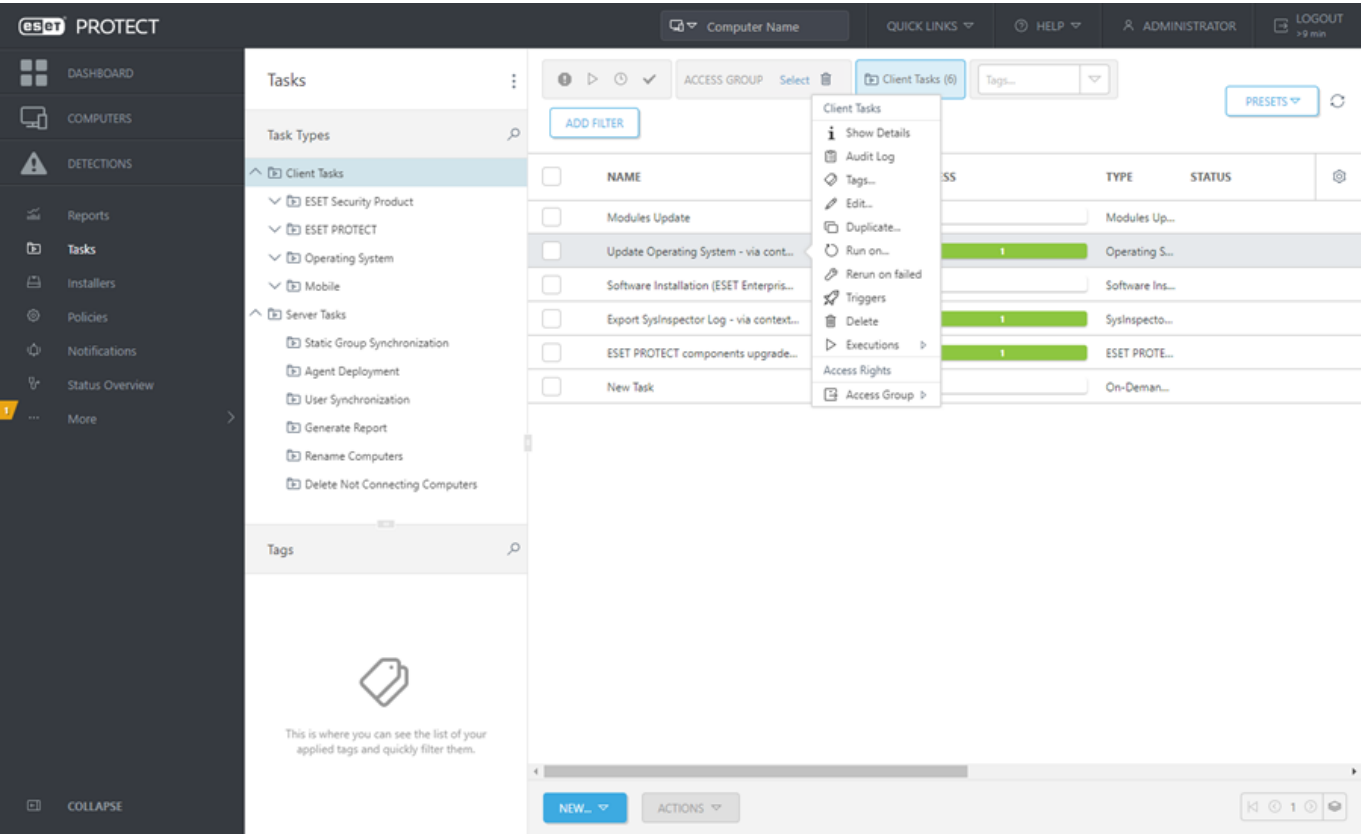 eset PROTECT
Computer Name
QUICK LINKS
HELP
ADMINISTRATOR
LOGOUT
>9 min
DASHBOARD
COMPUTERS
DETECTIONS
Reports
Tasks
Installers
Policies
Notifications
Status Overview
More
COLLAPSE
Tasks
Task Types
Client Tasks
ESET Security Product
ESET PROTECT
Operating System
Mobile
Server Tasks
Static Group Synchronization
Agent Deployment
User Synchronization
Generate Report
Rename Computers
Delete Not Connecting Computers
Tags
This is where you can see the list of your
applied tags and quickly filter them.
ACCESS GROUP Select
Client Tasks (6)
Tags...
ADD FILTER
PRESETS
NAME SS TYPE STATUS
Modules Update Modules Up...
Update Operating System - via cont... 1 Operating S...
Software Installation (ESET Enterpris... Software Ins...
Export SysInspector Log - via context... 1 SysInspecto...
ESET PROTECT components upgrade... 1 ESET PROTE...
New Task On-Deman...
Client Tasks
Show Details
Audit Log
Tags...
Edit...
Duplicate...
Run on...
Rerun on failed
Triggers
Delete
Executions
Access Rights
Access Group
NEW...
ACTIONS
1